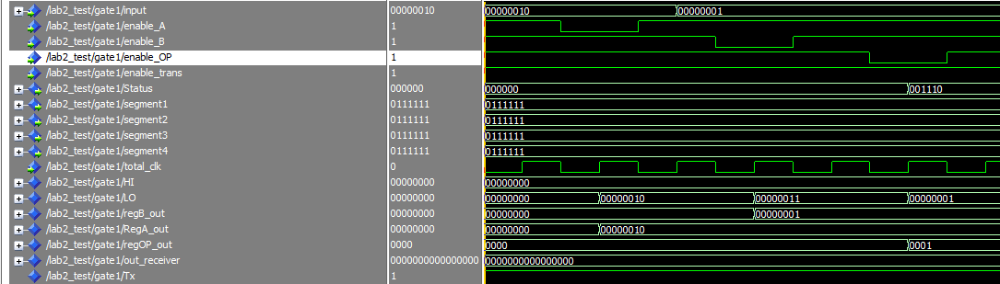 /lab2_test/gate1/input 00000010 00000010 00000001
/lab2_test/gate1/enable_A 1
/lab2_test/gate1/enable_B 1
/lab2_test/gate1/enable_OP 1
/lab2_test/gate1/enable_trans 1
/lab2_test/gate1/Status 000000 000000 001110
/lab2_test/gate1/segment1 0111111 0111111
/lab2_test/gate1/segment2 0111111 0111111
/lab2_test/gate1/segment3 0111111 0111111
/lab2_test/gate1/segment4 0111111 0111111
/lab2_test/gate1/total_clk 0
/lab2_test/gate1/HI 00000000 00000000
/lab2_test/gate1/LO 00000000 00000000 00000010 00000011 00000001
/lab2_test/gate1/regB_out 00000000 00000000 00000001
/lab2_test/gate1/RegA_out 00000000 00000000 00000010
/lab2_test/gate1/regOP_out 0000 0000 0001
/lab2_test/gate1/out_receiver 0000000000000000 0000000000000000
/lab2_test/gate1/Tx 1